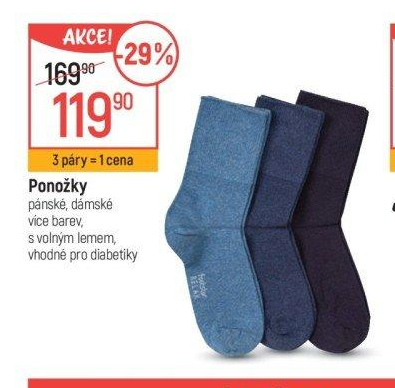 AKCE!
-29%
169⁹⁰
119⁹⁰
3 páry = 1 cena
Ponožky
pánské, dámské
více barev,
s volným lemem,
vhodné pro diabetiky